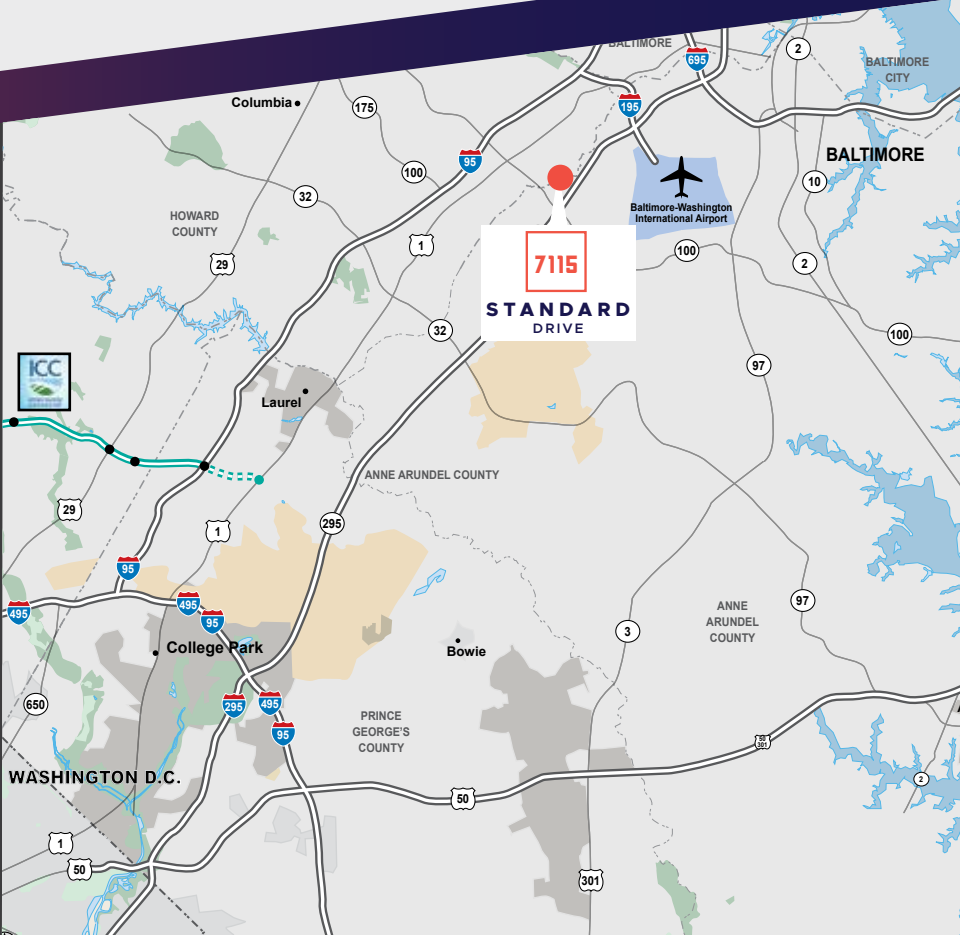 BALTIMORE
2
695
BALTIMORE
CITY
Columbia
175
195
95
BALTIMORE
100
32
10
Baltimore-Washington
International Airport
HOWARD
COUNTY
1
100
29
2
7115
STANDARD
DRIVE
32
100
97
ICC
Laurel
ANNE ARUNDEL COUNTY
29
1
295
95
495
495
95
97
ANNE
ARUNDEL
COUNTY
3
College Park
Bowie
650
295
495
95
PRINCE
GEORGE'S
COUNTY
50
301
WASHINGTON D.C.
2
50
1
50
301